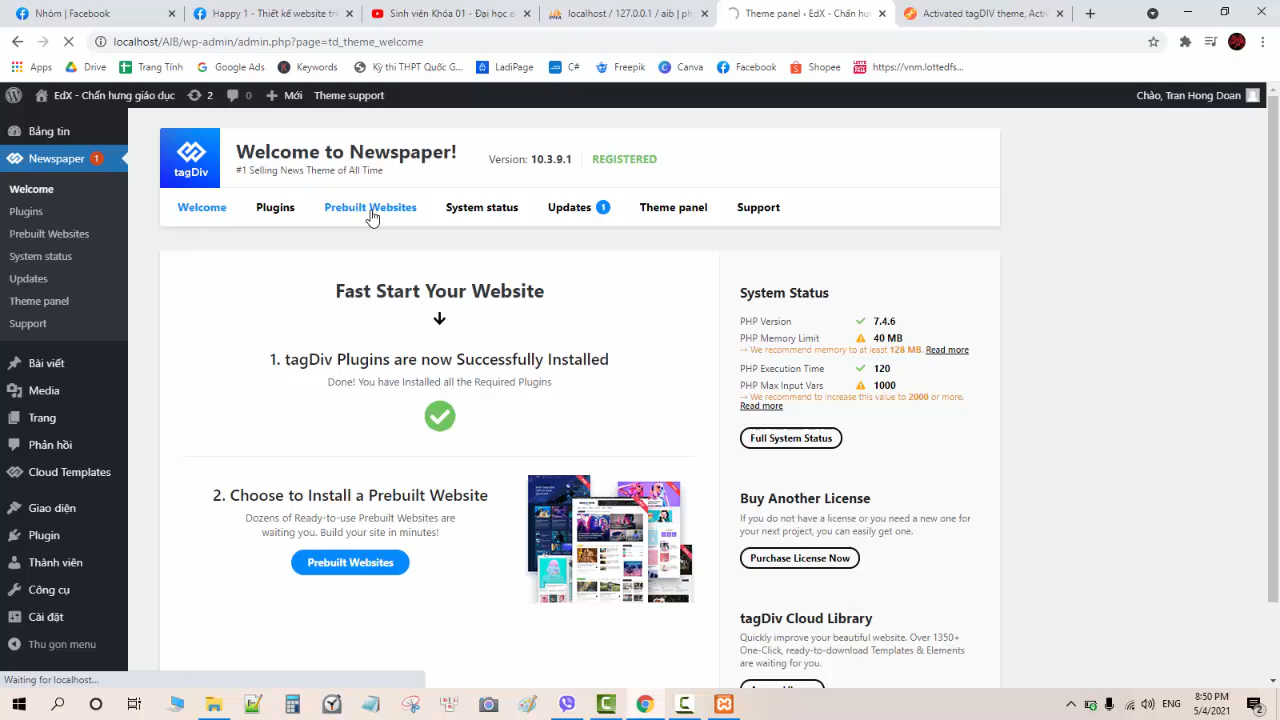 Nhóm | Facebook
Happy 1 - Thiết kế website tr
Sinh viên Khóa 1 - Đại học c
localhost / 127.0.0.1 / aib | ph
Theme panel ‹ EdX - Chấn hư
Activated tagDIV theme, Activ
localhost/AIB/wp-admin/admin.php?page=td_theme_welcome
Apps
Drive
Trang Tính
Google Ads
Keywords
Kỳ thi THPT Quốc G...
LadiPage
C#
Freepik
Canva
Facebook
Shopee
https://vnm.lottedfs...
EdX - Chấn hưng giáo dục
2
0
Mới
Theme support
Chào, Tran Hong Doan
Bảng tin
Newspaper 1
Welcome
Plugins
Prebuilt Websites
System status
Updates
Theme panel
Support
Bài viết
Media
Trang
Phản hồi
Cloud Templates
Giao diện
Plugin
Thành viên
Công cụ
Cài đặt
Thu gọn menu
tagDiv
Welcome to Newspaper!
#1 Selling News Theme of All Time
Version: 10.3.9.1
REGISTERED
Welcome
Plugins
Prebuilt Websites
System status
Updates 1
Theme panel
Support
Fast Start Your Website
1. tagDiv Plugins are now Successfully Installed
Done! You have Installed all the Required Plugins
2. Choose to Install a Prebuilt Website
Dozens of Ready-to-use Prebuilt Websites are
waiting you. Build your site in minutes!
Prebuilt Websites
System Status
PHP Version 7.4.6
PHP Memory Limit 40 MB
→ We recommend memory to at least 128 MB. Read more
PHP Execution Time 120
PHP Max Input Vars 1000
→ We recommend to increase this value to 2000 or more.
Read more
Full System Status
Buy Another License
If you do not have a license or you need a new one for
your next project, you can easily get one.
Purchase License Now
tagDiv Cloud Library
Quickly improve your beautiful website. Over 1350+
One-Click, ready-to-download Templates & Elements
are waiting for you.
Waiting for localhost...
ENG
8:50 PM
5/4/2021
2